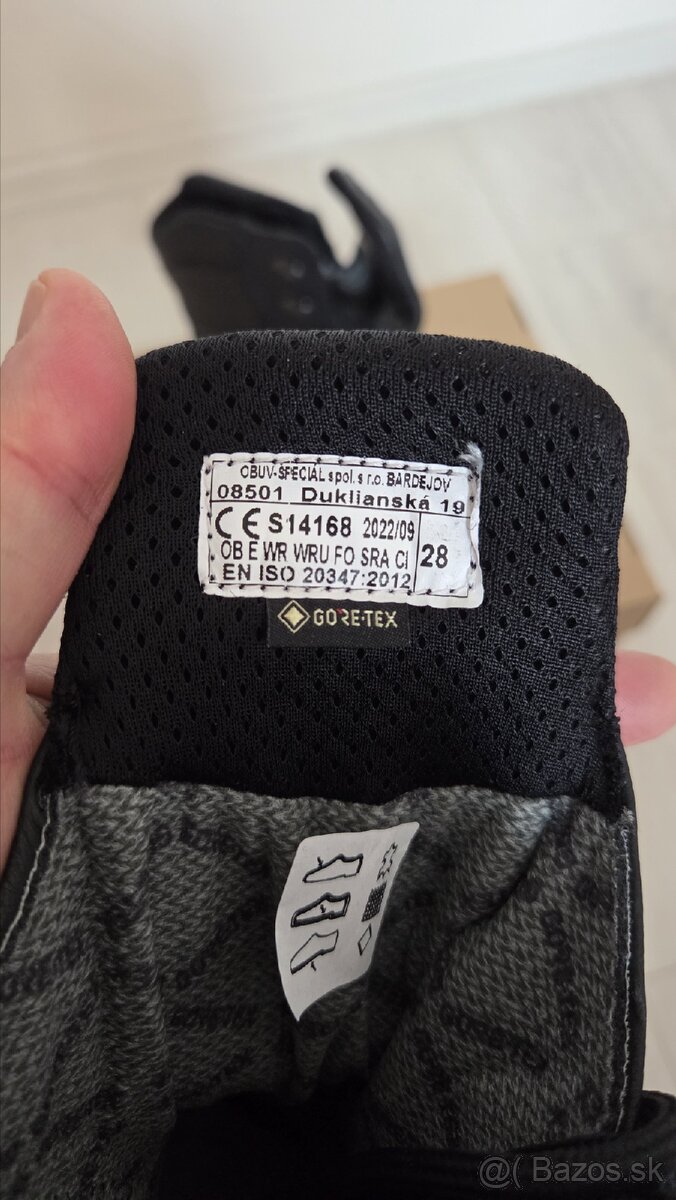 OBUV-ŠPECIÁL spol. s r.o. BARDEJOV
08501 Duklianská 19
CE S14168 2022/09
OB E WR WRU FO SRA CI 28
EN ISO 20347:2012
GORE-TEX
@( Bazos.sk